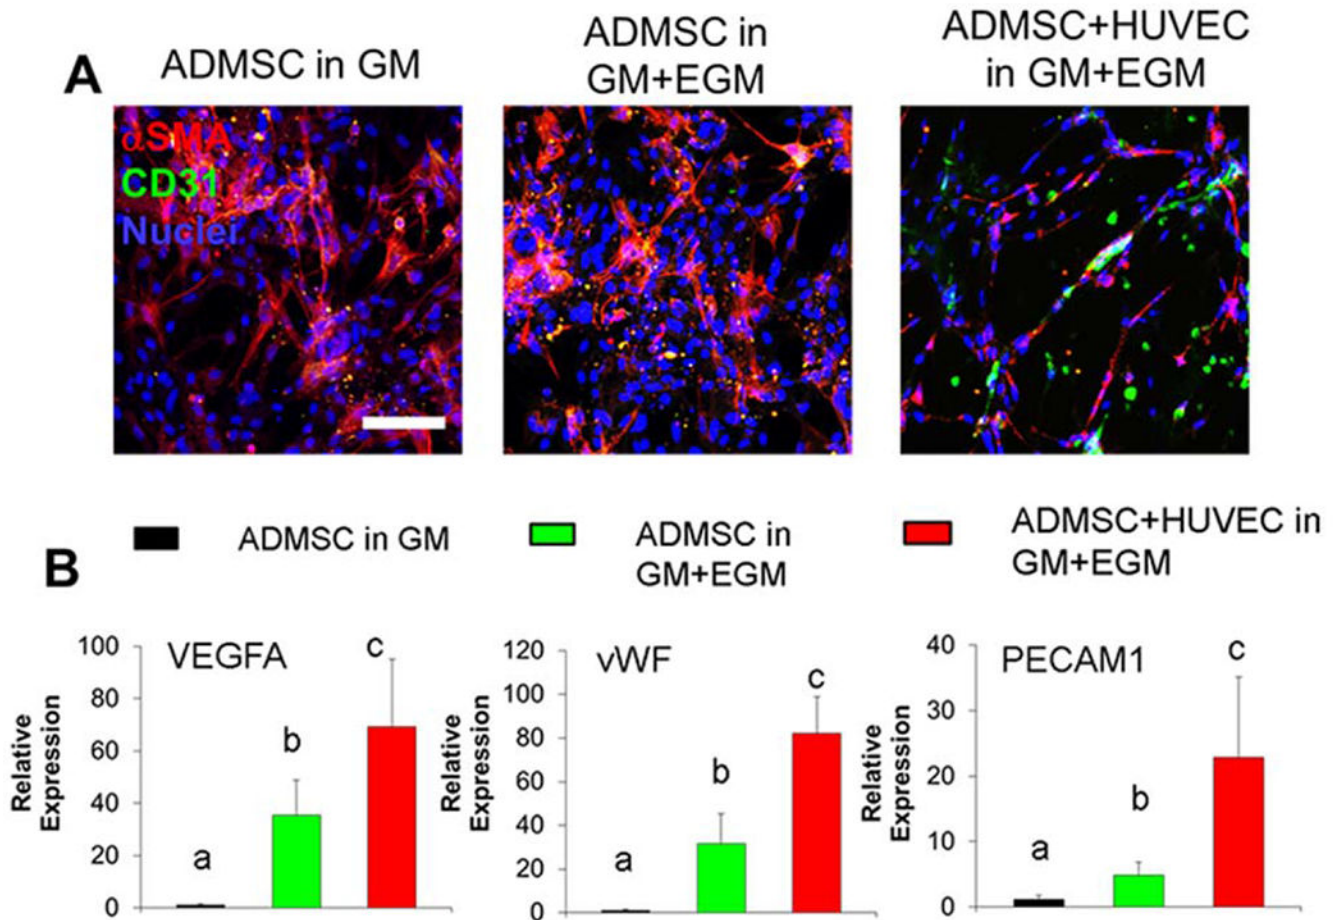 A
ADMSC in GM
ADMSC in
GM+EGM
ADMSC+HUVEC
in GM+EGM
αSMA
CD31
Nuclei
B
ADMSC in GM
ADMSC in
GM+EGM
ADMSC+HUVEC in
GM+EGM
VEGFA
Relative
Expression
100
80
60
40
20
0
a
b
c
vWF
Relative
Expression
120
100
80
60
40
20
0
a
b
c
PECAM1
Relative
Expression
40
30
20
10
0
a
b
c